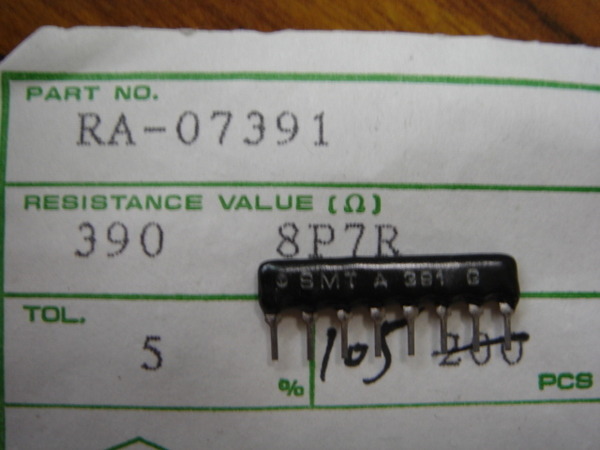 PART NO.
RA-07391
RESISTANCE VALUE (Ω)
390 8P7R
SMT A 391 G
TOL.
5 % 105 200 PCS